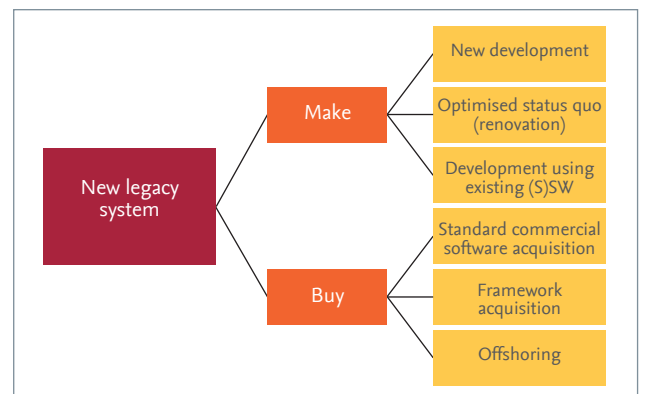 New development
Make
Optimised status quo
(renovation)
Development using
existing (S)SW
New legacy
system
Standard commercial
software acquisition
Buy
Framework
acquisition
Offshoring